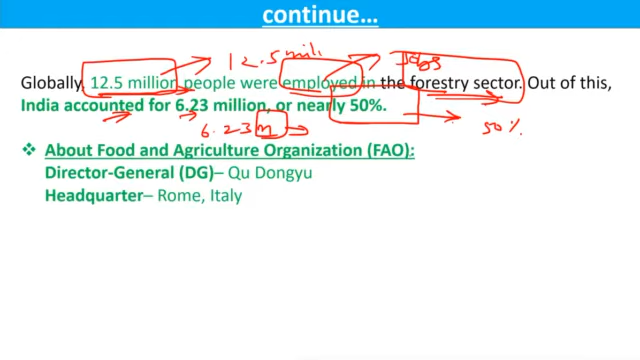 continue...
12.5 mili
Jobs
Globally, 12.5 million people were employed in the forestry sector. Out of this,
India accounted for 6.23 million, or nearly 50%.
6.23 m
50%
❖ About Food and Agriculture Organization (FAO):
Director-General (DG)– Qu Dongyu
Headquarter– Rome, Italy